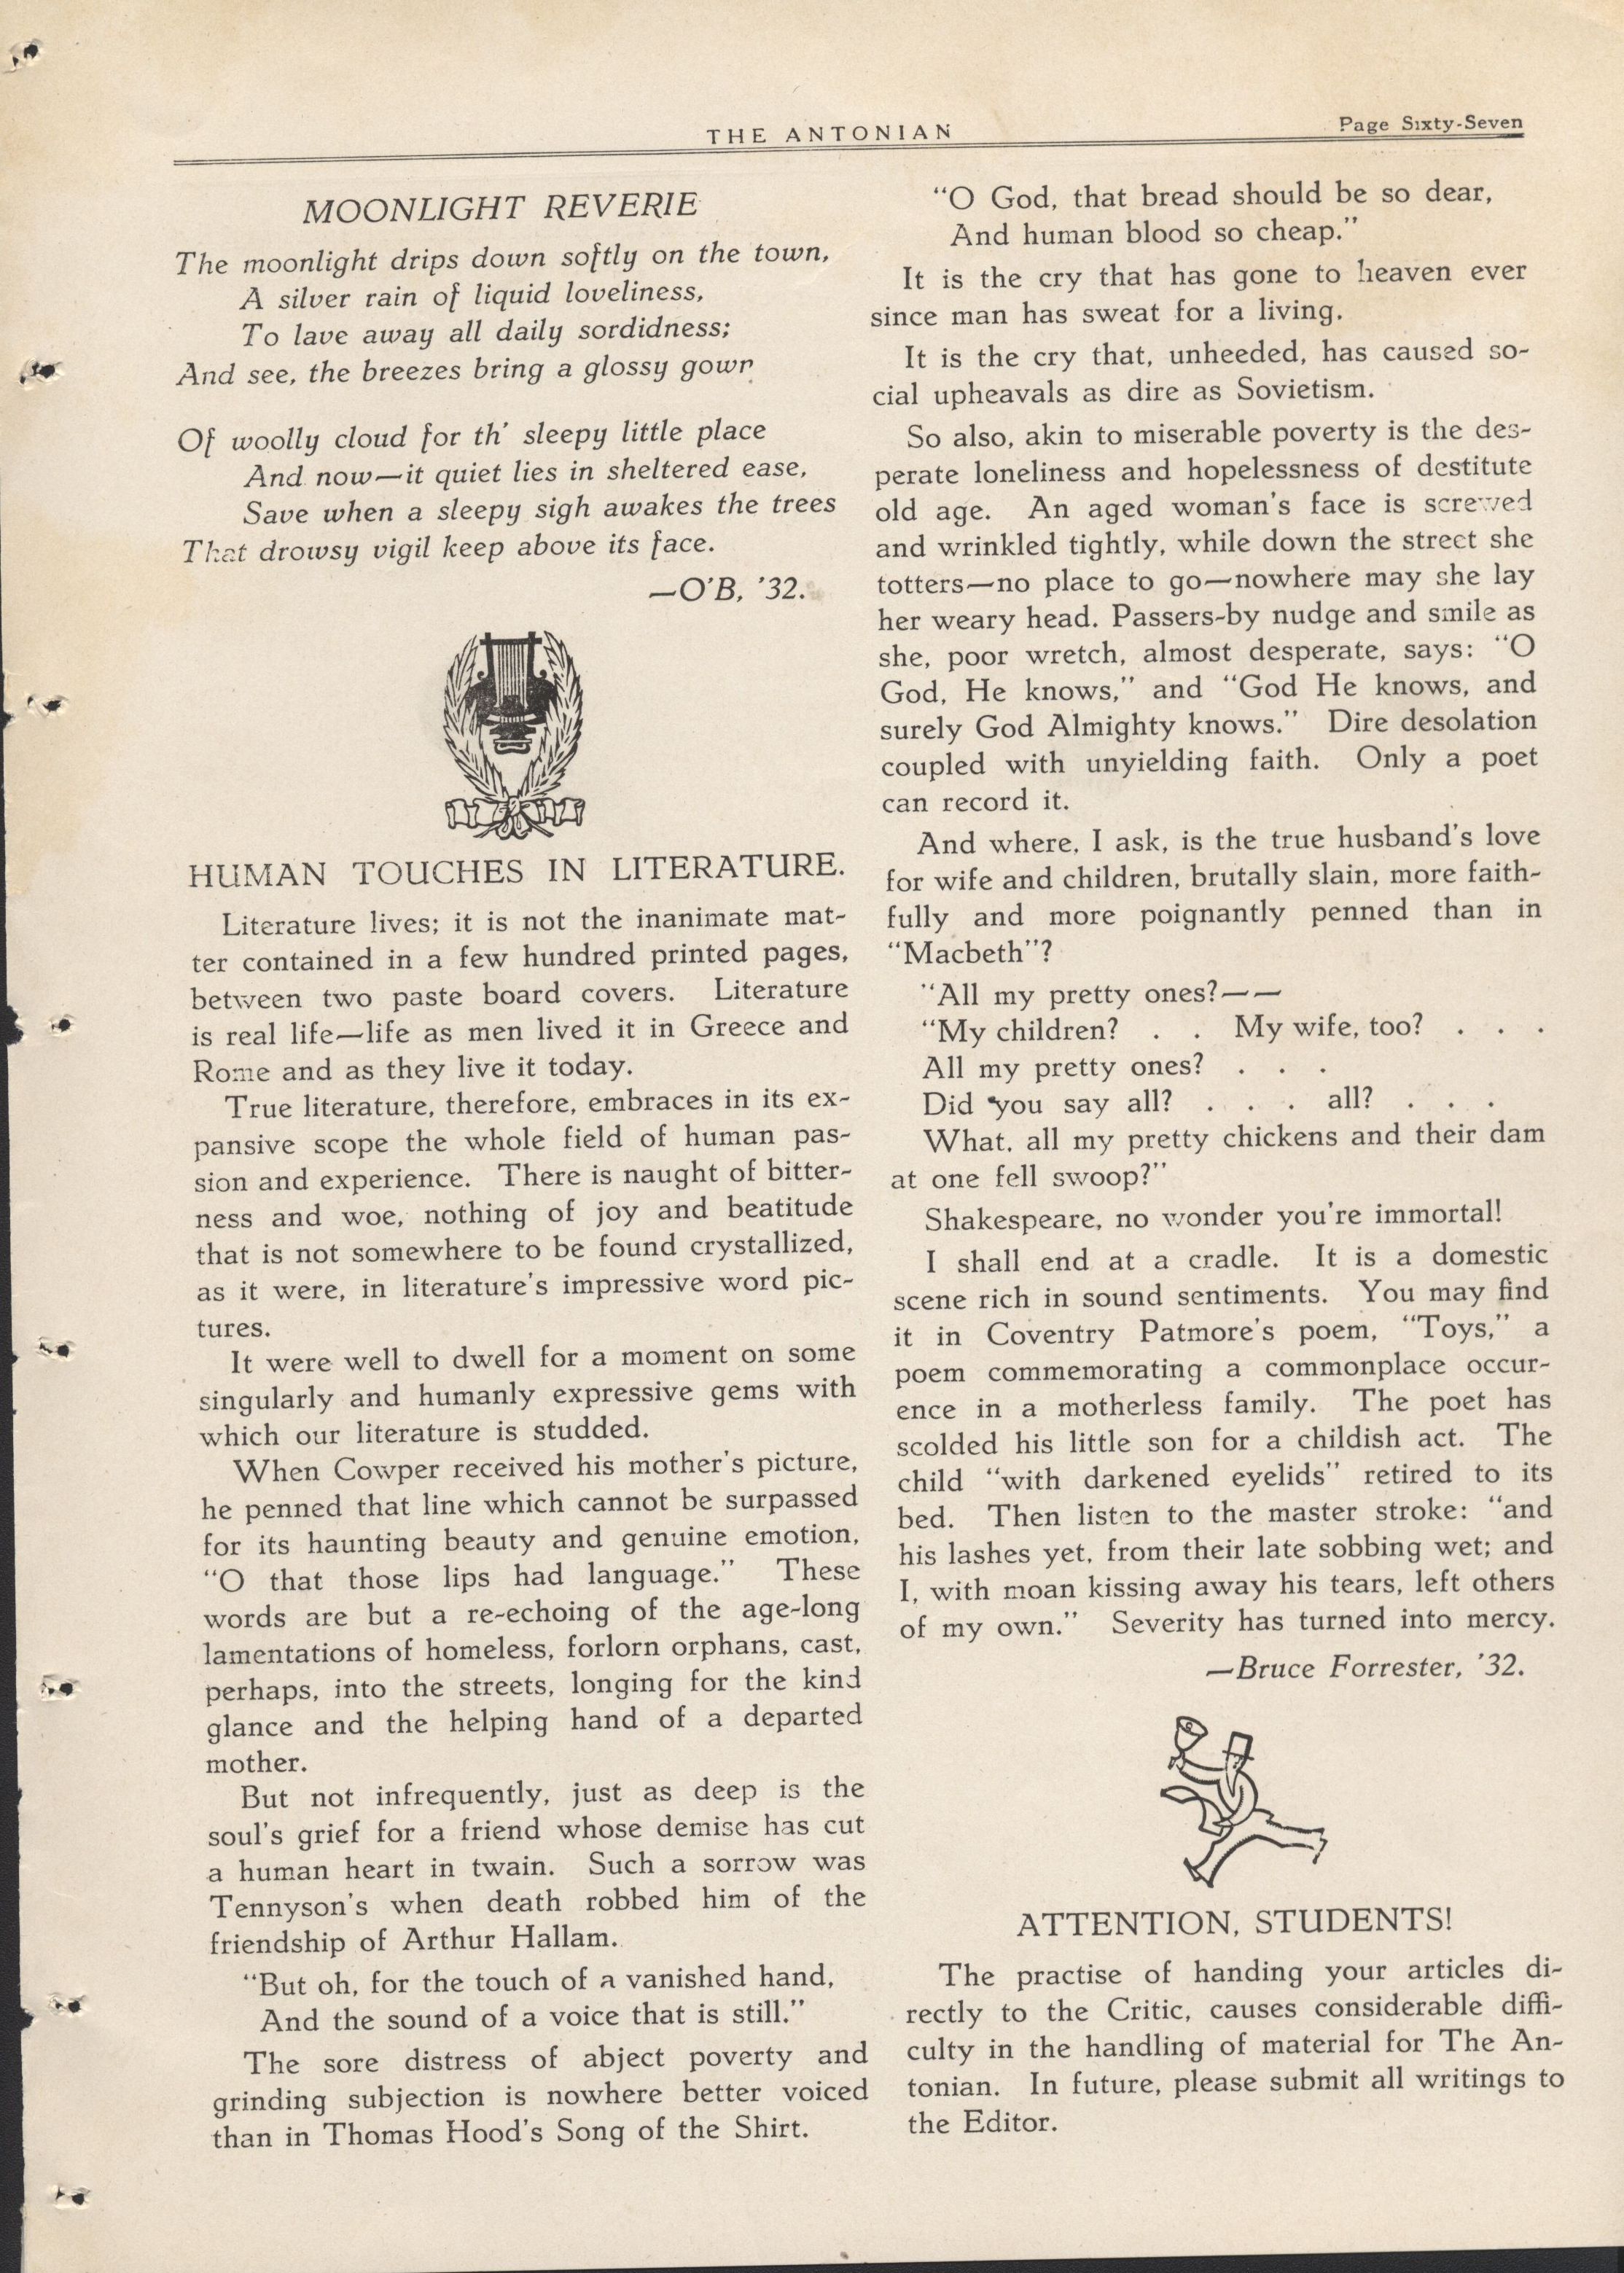 THE ANTONIAN
Page Sixty-Seven
MOONLIGHT REVERIE
The moonlight drips down softly on the town,
A silver rain of liquid loveliness,
To lave away all daily sordidness;
And see, the breezes bring a glossy gown
Of woolly cloud for th' sleepy little place
And now—it quiet lies in sheltered ease,
Save when a sleepy sigh awakes the trees
That drowsy vigil keep above its face.
—O'B, '32.
HUMAN TOUCHES IN LITERATURE.
Literature lives; it is not the inanimate mat-
ter contained in a few hundred printed pages,
between two paste board covers. Literature
is real life—life as men lived it in Greece and
Rome and as they live it today.
True literature, therefore, embraces in its ex-
pansive scope the whole field of human pas-
sion and experience. There is naught of bitter-
ness and woe, nothing of joy and beatitude
that is not somewhere to be found crystallized,
as it were, in literature's impressive word pic-
tures.
It were well to dwell for a moment on some
singularly and humanly expressive gems with
which our literature is studded.
When Cowper received his mother's picture,
he penned that line which cannot be surpassed
for its haunting beauty and genuine emotion,
"O that those lips had language." These
words are but a re-echoing of the age-long
lamentations of homeless, forlorn orphans, cast,
perhaps, into the streets, longing for the kind
glance and the helping hand of a departed
mother.
But not infrequently, just as deep is the
soul's grief for a friend whose demise has cut
a human heart in twain. Such a sorrow was
Tennyson's when death robbed him of the
friendship of Arthur Hallam.
"But oh, for the touch of a vanished hand,
And the sound of a voice that is still."
The sore distress of abject poverty and
grinding subjection is nowhere better voiced
than in Thomas Hood's Song of the Shirt.
"O God, that bread should be so dear,
And human blood so cheap."
It is the cry that has gone to heaven ever
since man has sweat for a living.
It is the cry that, unheeded, has caused so-
cial upheavals as dire as Sovietism.
So also, akin to miserable poverty is the des-
perate loneliness and hopelessness of destitute
old age. An aged woman's face is screwed
and wrinkled tightly, while down the street she
totters—no place to go—nowhere may she lay
her weary head. Passers-by nudge and smile as
she, poor wretch, almost desperate, says: "O
God, He knows," and "God He knows, and
surely God Almighty knows." Dire desolation
coupled with unyielding faith. Only a poet
can record it.
And where, I ask, is the true husband's love
for wife and children, brutally slain, more faith-
fully and more poignantly penned than in
"Macbeth"?
"All my pretty ones?——
"My children? . . My wife, too? . . .
All my pretty ones? . . .
Did you say all? . . . all? . . .
What, all my pretty chickens and their dam
at one fell swoop?"
Shakespeare, no wonder you're immortal!
I shall end at a cradle. It is a domestic
scene rich in sound sentiments. You may find
it in Coventry Patmore's poem, "Toys," a
poem commemorating a commonplace occur-
ence in a motherless family. The poet has
scolded his little son for a childish act. The
child "with darkened eyelids" retired to its
bed. Then listen to the master stroke: "and
his lashes yet, from their late sobbing wet; and
I, with moan kissing away his tears, left others
of my own." Severity has turned into mercy.
—Bruce Forrester, '32.
ATTENTION, STUDENTS!
The practise of handing your articles di-
rectly to the Critic, causes considerable diffi-
culty in the handling of material for The An-
tonian. In future, please submit all writings to
the Editor.